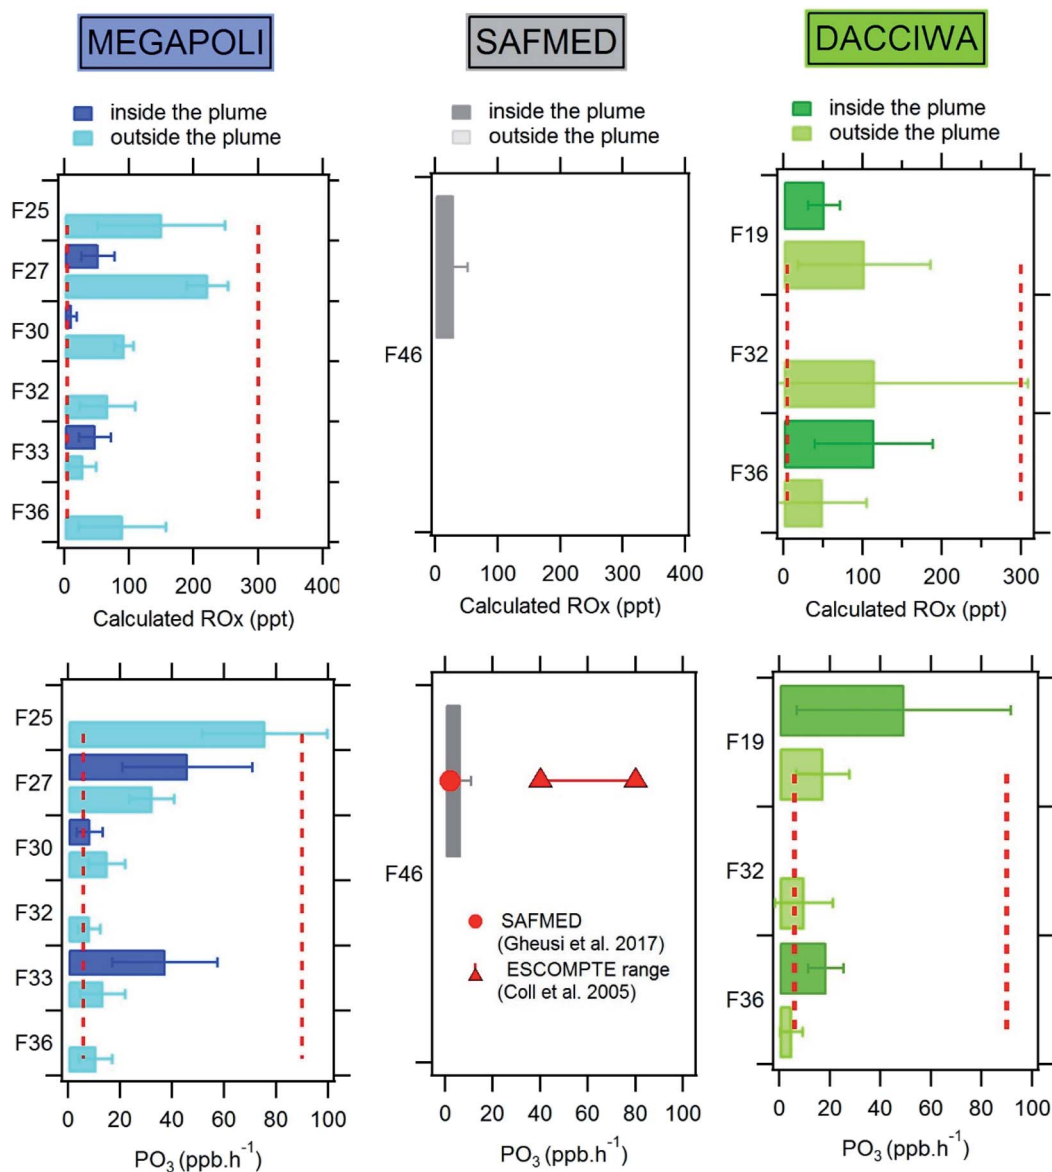 MEGAPOLI
inside the plume
outside the plume
F25
F27
F30
F32
F33
F36
0 100 200 300 400
Calculated ROx (ppt)
SAFMED
inside the plume
outside the plume
F46
0 100 200 300 400
Calculated ROx (ppt)
DACCIWA
inside the plume
outside the plume
F19
F32
F36
0 100 200 300
Calculated ROx (ppt)
F25
F27
F30
F32
F33
F36
0 20 40 60 80 100
PO₃ (ppb.h⁻¹)
F46
SAFMED
(Gheusi et al. 2017)
ESCOMPTE range
(Coll et al. 2005)
0 20 40 60 80 100
PO₃ (ppb.h⁻¹)
F19
F32
F36
0 20 40 60 80 100
PO₃ (ppb.h⁻¹)